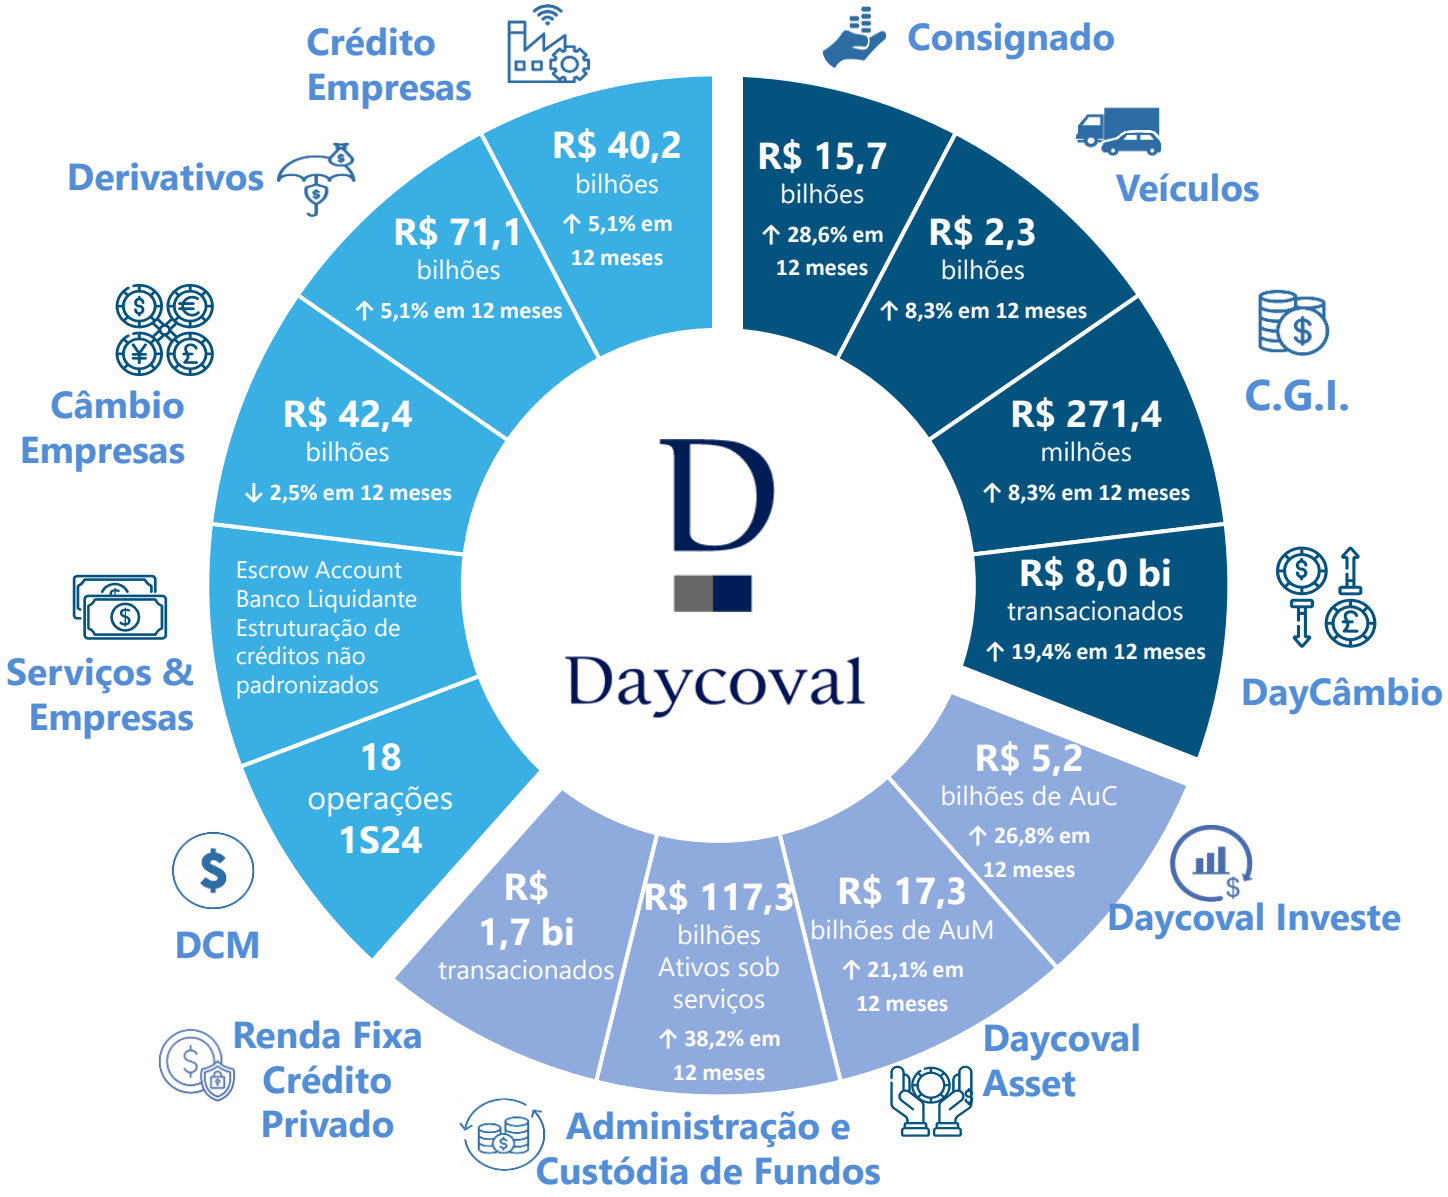 Crédito
Empresas
R$ 40,2
bilhões
↑ 5,1% em
12 meses
Consignado
R$ 15,7
bilhões
↑ 28,6% em
12 meses
Veículos
R$ 2,3
bilhões
↑ 8,3% em 12 meses
C.G.I.
R$ 271,4
milhões
↑ 8,3% em 12 meses
DayCâmbio
R$ 8,0 bi
transacionados
↑ 19,4% em 12 meses
Daycoval Investe
R$ 5,2
bilhões de AuC
↑ 26,8% em
12 meses
Daycoval
Asset
R$ 17,3
bilhões de AuM
↑ 21,1% em
12 meses
Administração e
Custódia de Fundos
R$ 117,3
bilhões
Ativos sob
serviços
↑ 38,2% em
12 meses
Renda Fixa
Crédito
Privado
R$
1,7 bi
transacionados
DCM
18
operações
1S24
Serviços &
Empresas
Escrow Account
Banco Liquidante
Estruturação de
créditos não
padronizados
Câmbio
Empresas
R$ 42,4
bilhões
↓ 2,5% em 12 meses
Derivativos
R$ 71,1
bilhões
↑ 5,1% em 12 meses
D
Daycoval